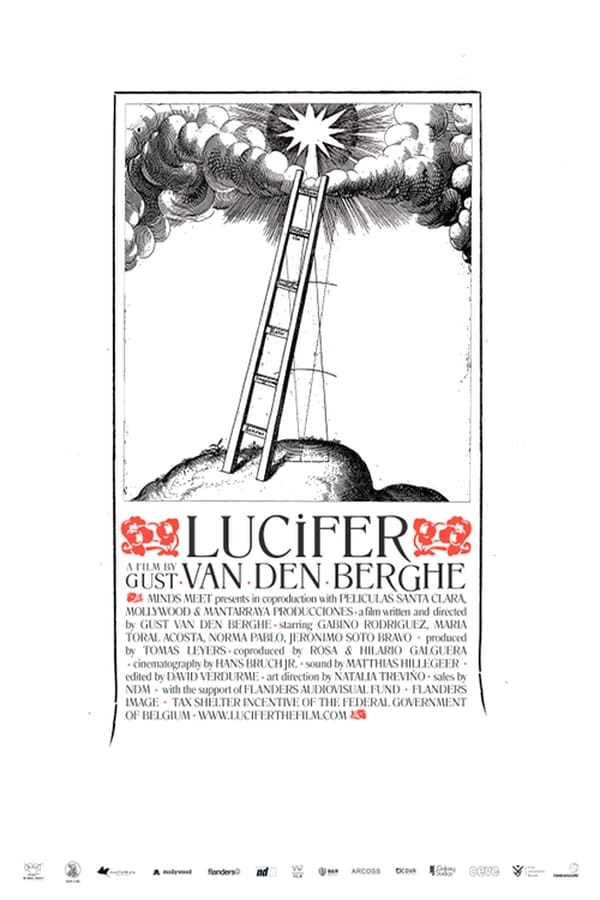 LUCiFER
A FILM BY
GUST·VAN·DEN·BERGHE
MINDS MEET presents in coproduction with PELICULAS SANTA CLARA,
MOLLYWOOD & MANTARRAYA PRODUCCIONES • a film written and directed
by GUST VAN DEN BERGHE • starring GABINO RODRIGUEZ, MARIA
TORAL ACOSTA, NORMA PABLO, JERONIMO SOTO BRAVO • produced
by TOMAS LEYERS • coproduced by ROSA & HILARIO GALGUERA
• cinematography by HANS BRUCH JR. • sound by MATTHIAS HILLEGEER •
edited by DAVID VERDURME • art direction by NATALIA TREVIÑO • sales by
NDM • with the support of FLANDERS AUDIOVISUAL FUND • FLANDERS
IMAGE • TAX SHELTER INCENTIVE OF THE FEDERAL GOVERNMENT
OF BELGIUM • WWW.LUCIFERTHEFILM.COM
mollywood flanders nd ARCOSS